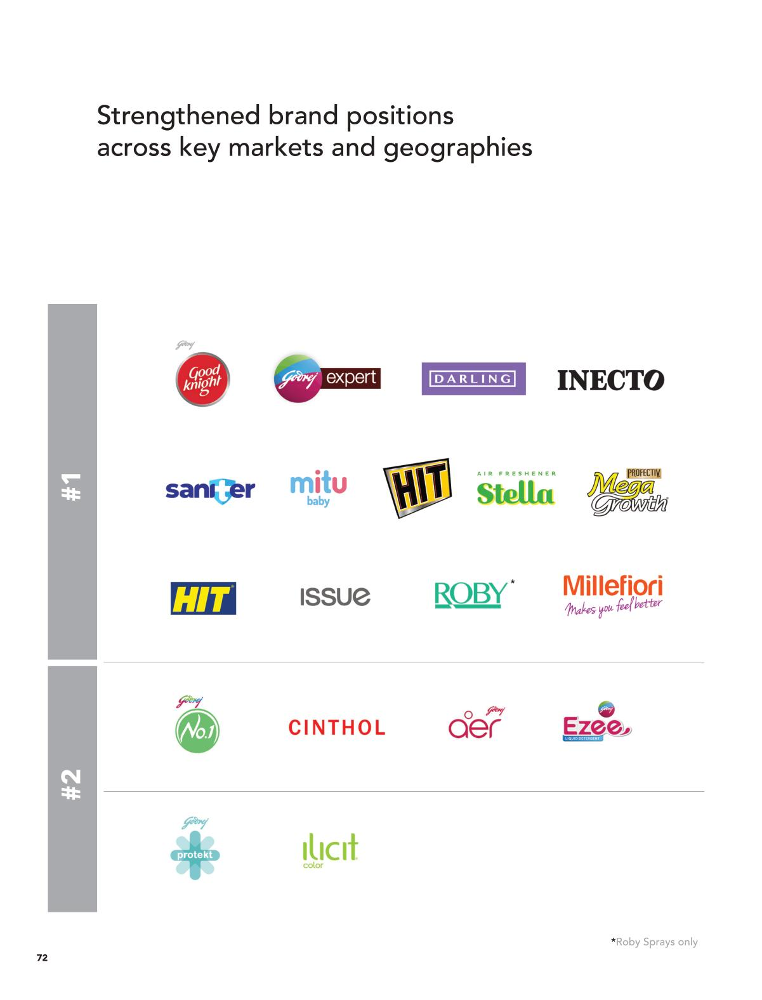 Strengthened brand positions
across key markets and geographies
#1
Godrej
Good
knight
Godrej expert
DARLING
INECTO
saniter
mitu
baby
HIT
AIR FRESHENER
Stella
PROFECTIV
Mega
Growth®
HIT®
ISSUE
ROBY*
Millefiori
Makes you feel better
#2
Godrej
No.1
CINTHOL
Godrej
aer
Godrej
Ezee
LIQUID DETERGENT
Godrej
protekt
ilicit
color
*Roby Sprays only
72